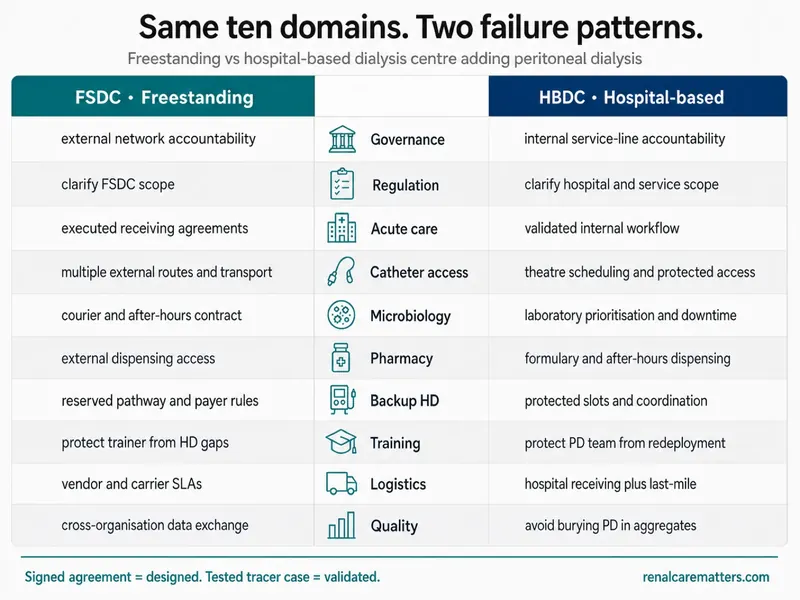 Same ten domains. Two failure patterns.
Freestanding vs hospital-based dialysis centre adding peritoneal dialysis
FSDC • Freestanding
HBDC • Hospital-based
external network accountability
Governance
internal service-line accountability
clarify FSDC scope
Regulation
clarify hospital and service scope
executed receiving agreements
Acute care
validated internal workflow
multiple external routes and transport
Catheter access
theatre scheduling and protected access
courier and after-hours contract
Microbiology
laboratory prioritisation and downtime
external dispensing access
Pharmacy
formulary and after-hours dispensing
reserved pathway and payer rules
Backup HD
protected slots and coordination
protect trainer from HD gaps
Training
protect PD team from redeployment
vendor and carrier SLAs
Logistics
hospital receiving plus last-mile
cross-organisation data exchange
Quality
avoid burying PD in aggregates
Signed agreement = designed. Tested tracer case = validated.
renalcarematters.com